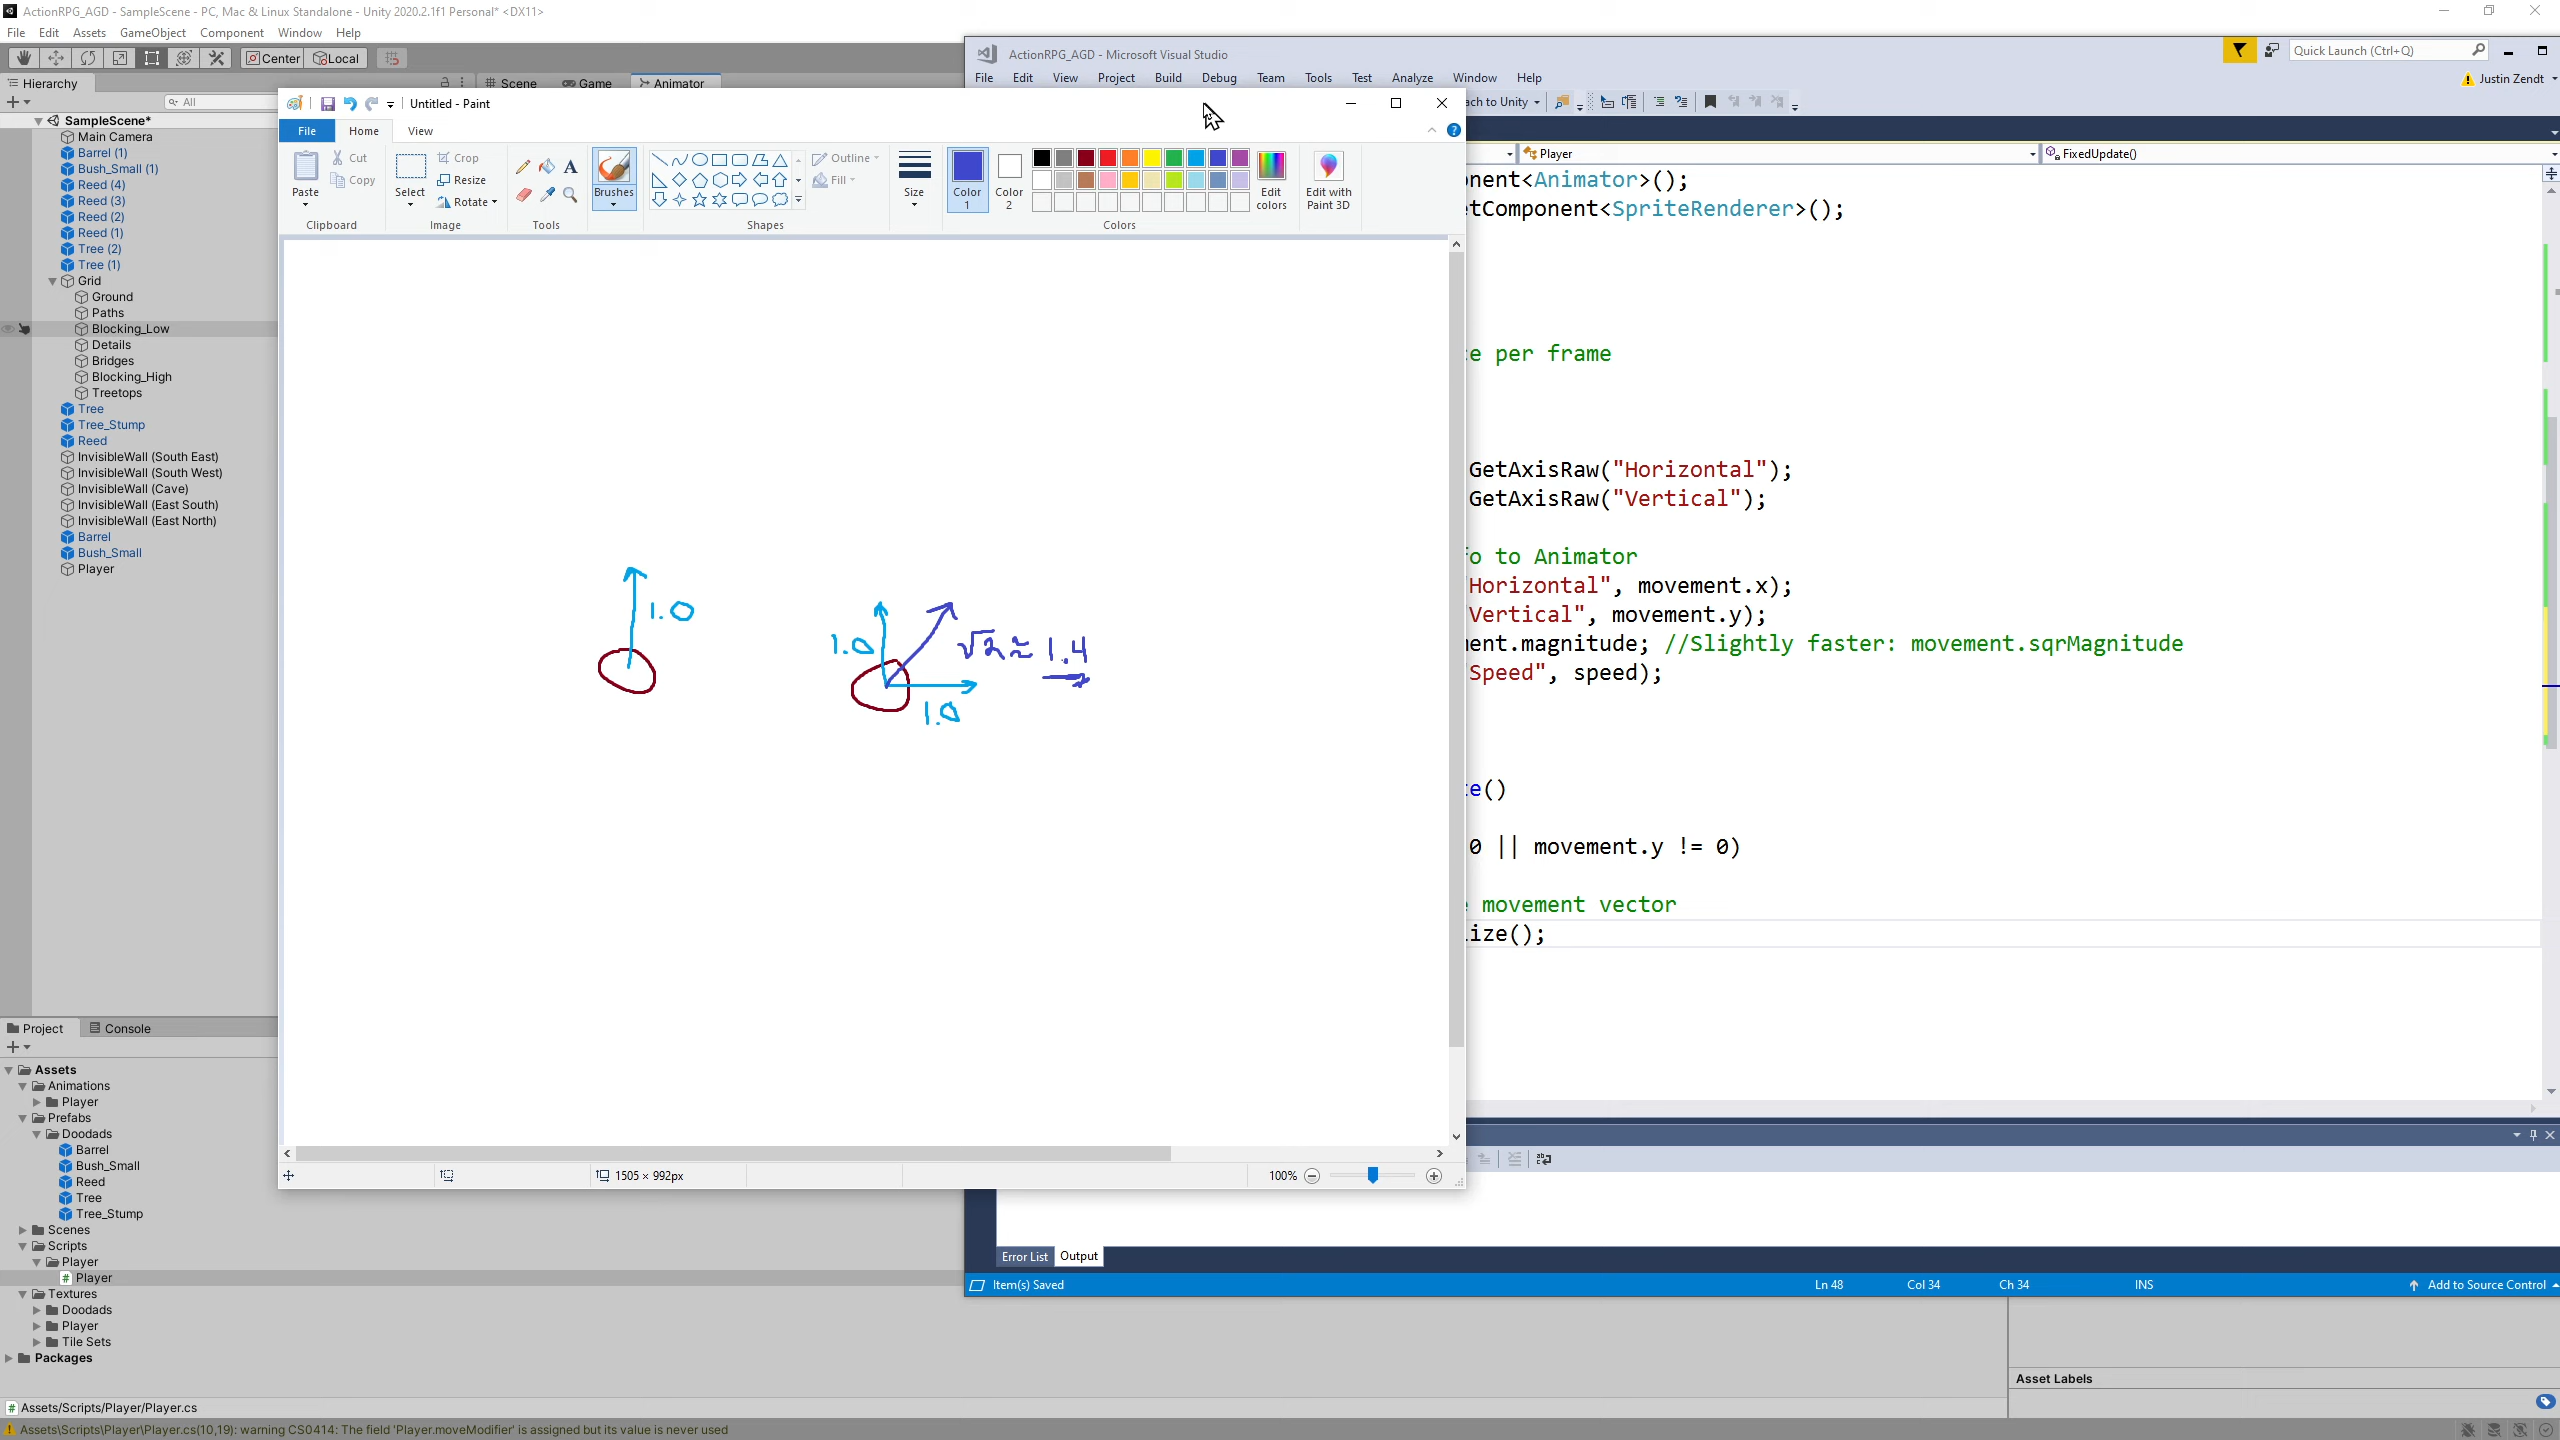 ActionRPG_AGD - SampleScene - PC, Mac & Linux Standalone - Unity 2020.2.1f1 Personal* <DX11>
File Edit Assets GameObject Component Window Help
Center Local
Hierarchy
Scene Game Animator
All
SampleScene*
Main Camera
Barrel (1)
Bush_Small (1)
Reed (4)
Reed (3)
Reed (2)
Reed (1)
Tree (2)
Tree (1)
Grid
Ground
Paths
Blocking_Low
Details
Bridges
Blocking_High
Treetops
Tree
Tree_Stump
Reed
InvisibleWall (South East)
InvisibleWall (South West)
InvisibleWall (Cave)
InvisibleWall (East South)
InvisibleWall (East North)
Barrel
Bush_Small
Player
Project Console
Assets
Animations
Player
Prefabs
Doodads
Barrel
Bush_Small
Reed
Tree
Tree_Stump
Scenes
Scripts
Player
Player
Textures
Doodads
Player
Tile Sets
Packages
Assets/Scripts/Player/Player.cs
Assets\Scripts\Player\Player.cs(10,19): warning CS0414: The field 'Player.moveModifier' is assigned but its value is never used
Asset Labels
Untitled - Paint
File Home View
Paste
Cut
Copy
Clipboard
Select
Crop
Resize
Rotate
Image
Tools
Brushes
Outline
Fill
Shapes
Size
Color 1
Color 2
Edit colors
Edit with Paint 3D
Colors
1.0
1.0
√2 ≈ 1.4
1.0
1505 × 992px
100%
ActionRPG_AGD - Microsoft Visual Studio
Quick Launch (Ctrl+Q)
File Edit View Project Build Debug Team Tools Test Analyze Window Help
Justin Zendt
ach to Unity
Player
FixedUpdate()
nent<Animator>();
tComponent<SpriteRenderer>();
e per frame
GetAxisRaw("Horizontal");
GetAxisRaw("Vertical");
o to Animator
Horizontal", movement.x);
Vertical", movement.y);
ent.magnitude; //Slightly faster: movement.sqrMagnitude
"Speed", speed);
e()
0 || movement.y != 0)
movement vector
ize();
Error List Output
Item(s) Saved
Ln 48 Col 34 Ch 34 INS
Add to Source Control